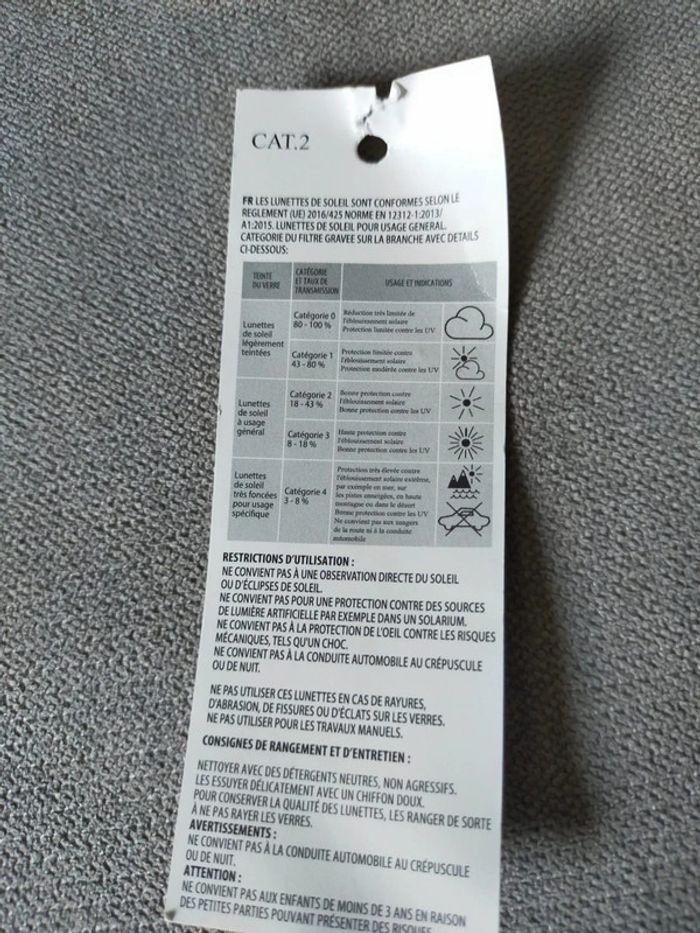 CAT.2
FR LES LUNETTES DE SOLEIL SONT CONFORMES SELON LE
REGLEMENT (UE) 2016/425 NORME EN 12312-1:2013/
A1:2015. LUNETTES DE SOLEIL POUR USAGE GENERAL.
CATEGORIE DU FILTRE GRAVEE SUR LA BRANCHE AVEC DETAILS
CI-DESSOUS:
TEINTE
DU VERRE
CATÉGORIE
ET TAUX DE
TRANSMISSION
USAGE ET INDICATIONS
Lunettes
de soleil
légèrement
teintées
Catégorie 0
80 - 100 %
Réduction très limitée de
l'éblouissement solaire
Protection limitée contre les UV
Catégorie 1
43 - 80 %
Protection limitée contre
l'éblouissement solaire
Protection modérée contre les UV
Lunettes
de soleil
à usage
général
Catégorie 2
18 - 43 %
Bonne protection contre
l'éblouissement solaire
Bonne protection contre les UV
Catégorie 3
8 - 18 %
Haute protection contre
l'éblouissement solaire
Bonne protection contre les UV
Lunettes
de soleil
très foncées
pour usage
spécifique
Catégorie 4
3 - 8 %
Protection très élevée contre
l'éblouissement solaire extrême,
par exemple en mer, sur
les pistes enneigées, en haute
montagne ou dans le désert
Bonne protection contre les UV
Ne convient pas aux usagers
de la route ni à la conduite
automobile
RESTRICTIONS D'UTILISATION :
NE CONVIENT PAS À UNE OBSERVATION DIRECTE DU SOLEIL
OU D'ÉCLIPSES DE SOLEIL.
NE CONVIENT PAS POUR UNE PROTECTION CONTRE DES SOURCES
DE LUMIÈRE ARTIFICIELLE PAR EXEMPLE DANS UN SOLARIUM.
NE CONVIENT PAS À LA PROTECTION DE L'OEIL CONTRE LES RISQUES
MÉCANIQUES, TELS QU'UN CHOC.
NE CONVIENT PAS À LA CONDUITE AUTOMOBILE AU CRÉPUSCULE
OU DE NUIT.
NE PAS UTILISER CES LUNETTES EN CAS DE RAYURES,
D'ABRASION, DE FISSURES OU D'ÉCLATS SUR LES VERRES.
NE PAS UTILISER POUR LES TRAVAUX MANUELS.
CONSIGNES DE RANGEMENT ET D'ENTRETIEN :
NETTOYER AVEC DES DÉTERGENTS NEUTRES, NON AGRESSIFS.
LES ESSUYER DÉLICATEMENT AVEC UN CHIFFON DOUX.
POUR CONSERVER LA QUALITÉ DES LUNETTES, LES RANGER DE SORTE
À NE PAS RAYER LES VERRES.
AVERTISSEMENTS :
NE CONVIENT PAS À LA CONDUITE AUTOMOBILE AU CRÉPUSCULE
OU DE NUIT.
ATTENTION :
NE CONVIENT PAS AUX ENFANTS DE MOINS DE 3 ANS EN RAISON
DES PETITES PARTIES POUVANT PRÉSENTER DES RISQUES